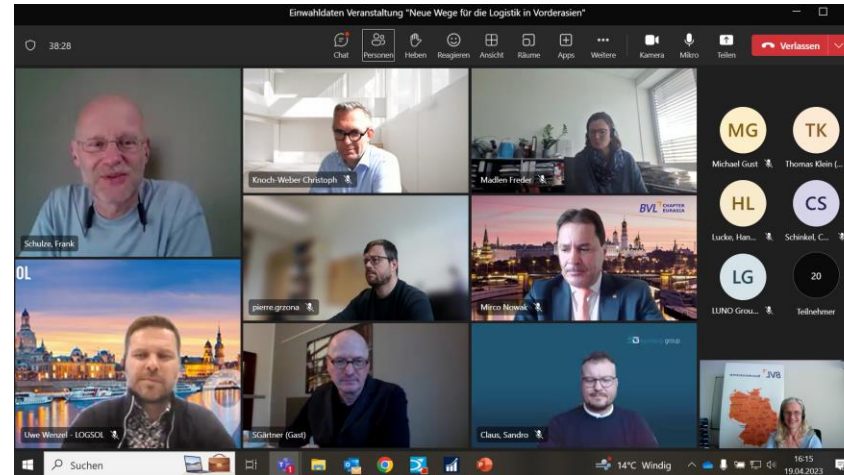 Einwahldaten Veranstaltung "Neue Wege für die Logistik in Vorderasien"
38:28
Chat
Personen
Heben
Reagieren
Ansicht
Räume
Apps
Weitere
Kamera
Mikro
Teilen
Verlassen
Schulze, Frank
Knoch-Weber Christoph
Madlen Freder
MG
Michael Gust
TK
Thomas Klein (...
HL
Lucke, Han...
CS
Schinkel, C...
LG
LUNO Grou...
20
Teilnehmer
pierre.grzona
BVL CHAPTER EURASIA
Mirco Nowak
OL
Uwe Wenzel - LOGSOL
SGärtner (Gast)
group
Claus, Sandro
BVL
Suchen
14°C Windig
16:15
19.04.2023